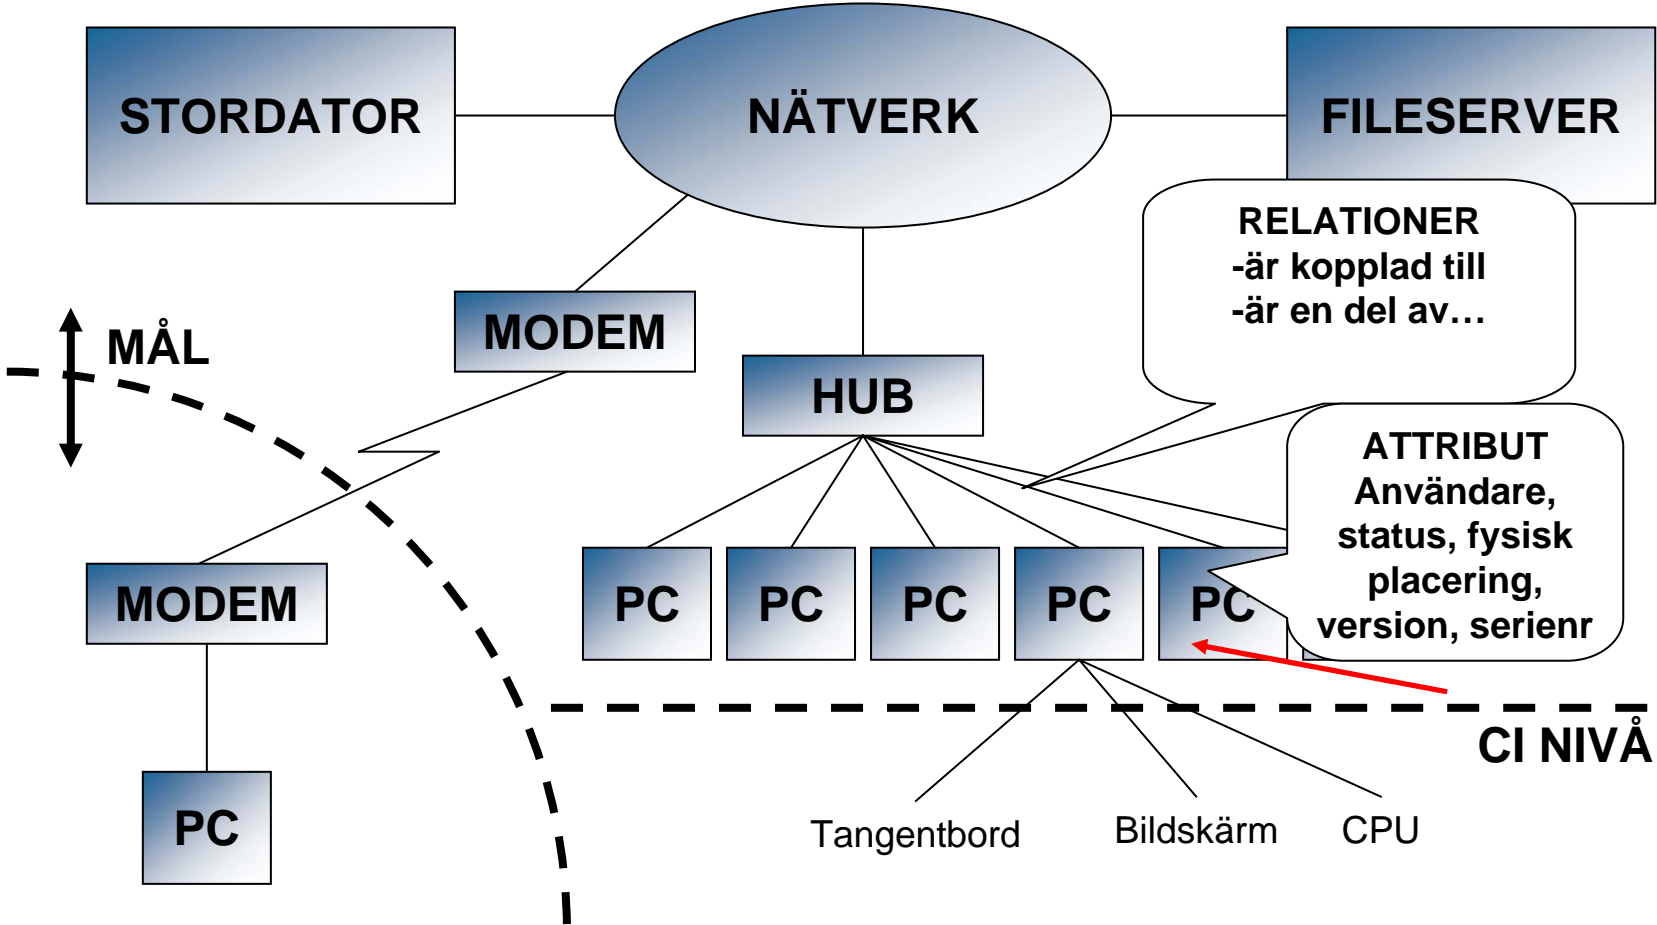 STORDATOR
NÄTVERK
FILESERVER
RELATIONER
-är kopplad till
-är en del av…
MÅL
MODEM
HUB
ATTRIBUT
Användare,
status, fysisk
placering,
version, serienr
MODEM
PC
PC
PC
PC
PC
CI NIVÅ
PC
Tangentbord
Bildskärm
CPU